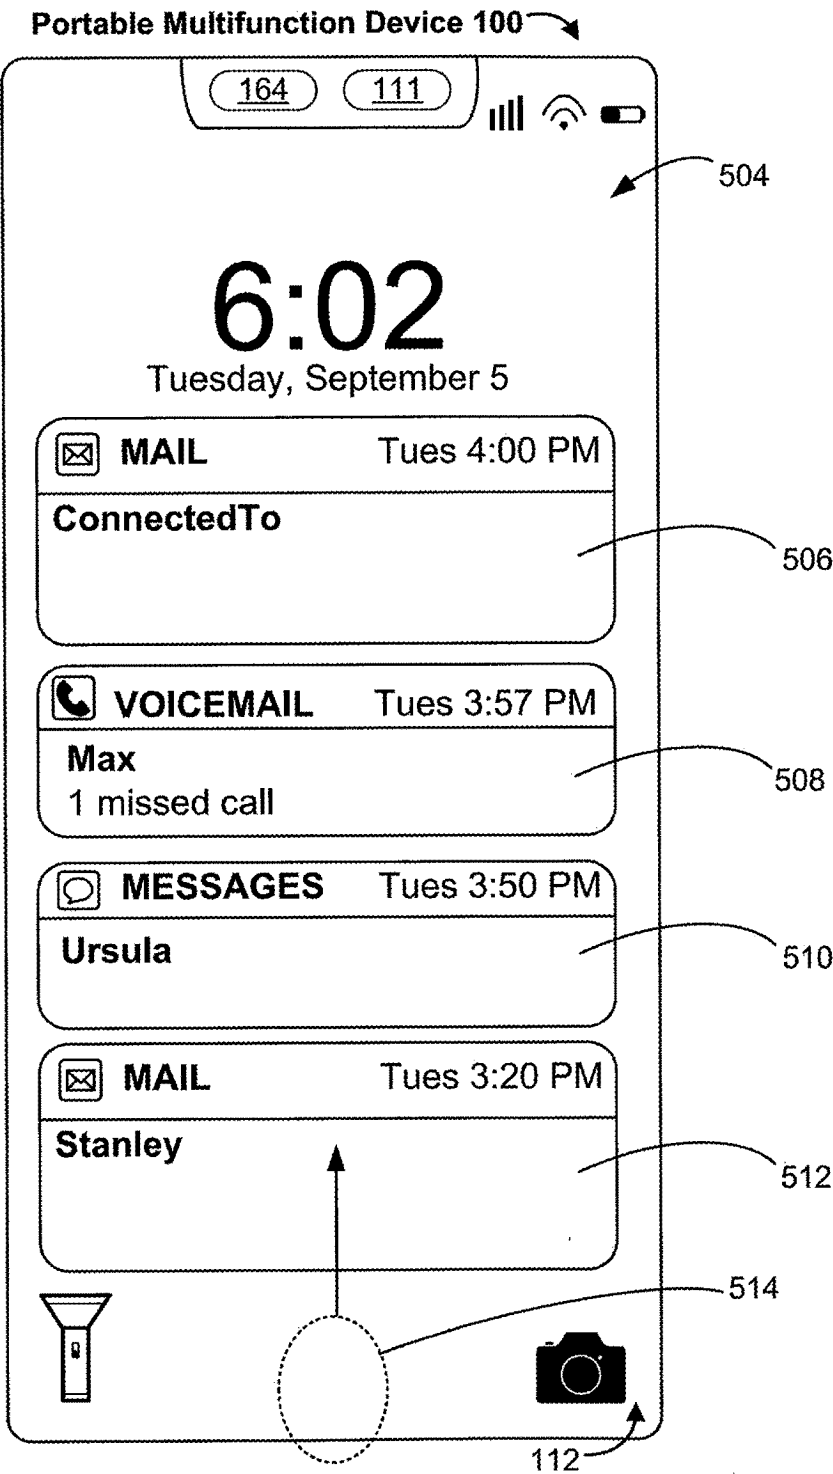 Portable Multifunction Device 100
164 111
504
6:02
Tuesday, September 5
MAIL Tues 4:00 PM
ConnectedTo
506
VOICEMAIL Tues 3:57 PM
Max
1 missed call
508
MESSAGES Tues 3:50 PM
Ursula
510
MAIL Tues 3:20 PM
Stanley
512
514
112